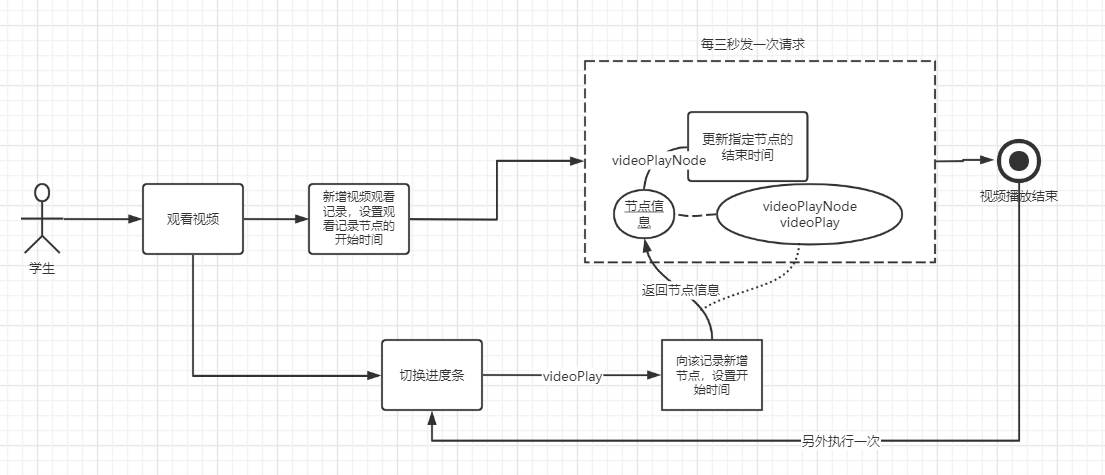 每三秒发一次请求
更新指定节点的
结束时间
videoPlayNode
节点信
息
videoPlayNode
videoPlay
视频播放结束
观看视频
新增视频观看
记录，设置观
看记录节点的
开始时间
学生
返回节点信息
切换进度条
videoPlay
向该记录新增
节点，设置开
始时间
另外执行一次